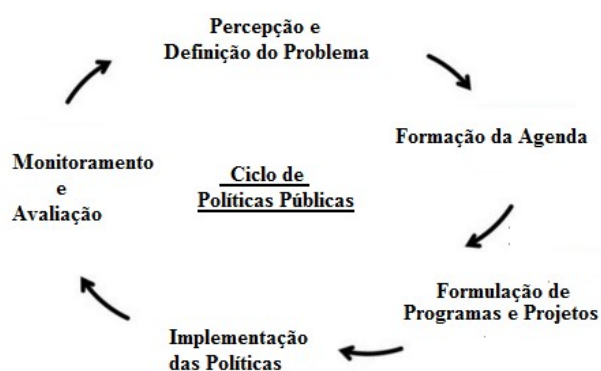 Percepção e
Definição do Problema
Formação da Agenda
Formulação de
Programas e Projetos
Implementação
das Políticas
Monitoramento
e
Avaliação
Ciclo de
Políticas Públicas